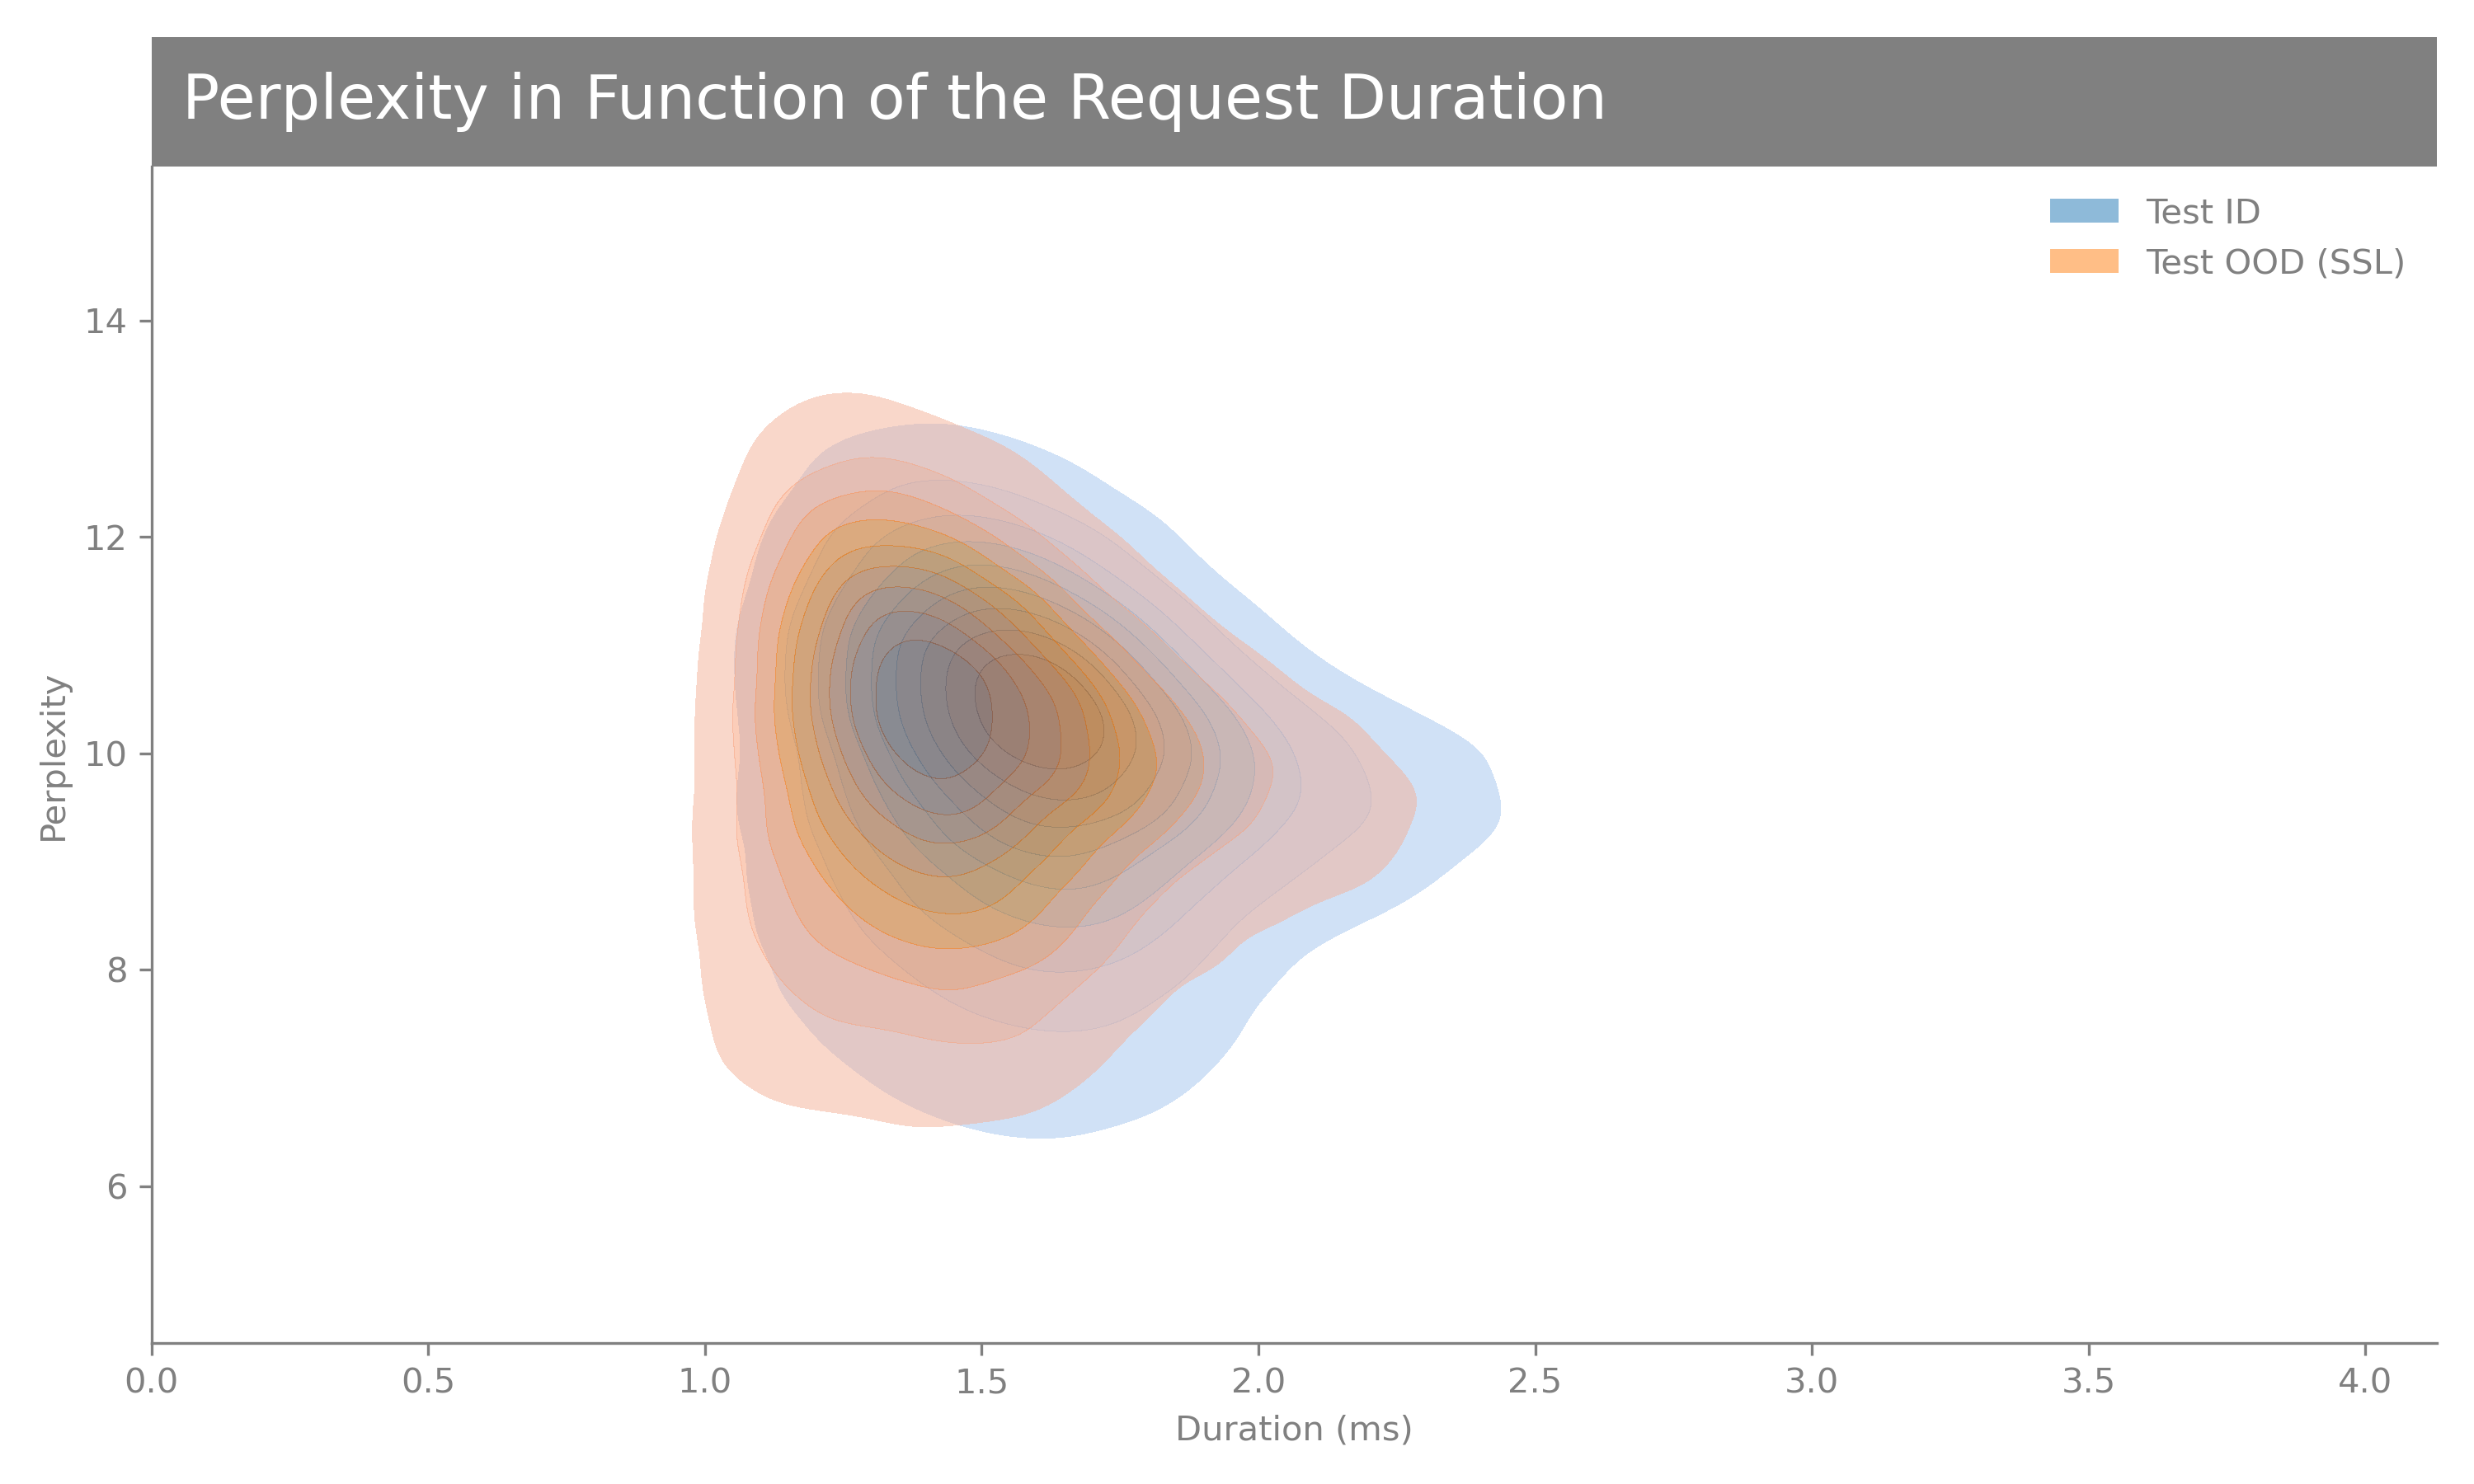 Perplexity in Function of the Request Duration
Test ID
Test OOD (SSL)
14
12
10
8
6
Perplexity
0.0 0.5 1.0 1.5 2.0 2.5 3.0 3.5 4.0
Duration (ms)